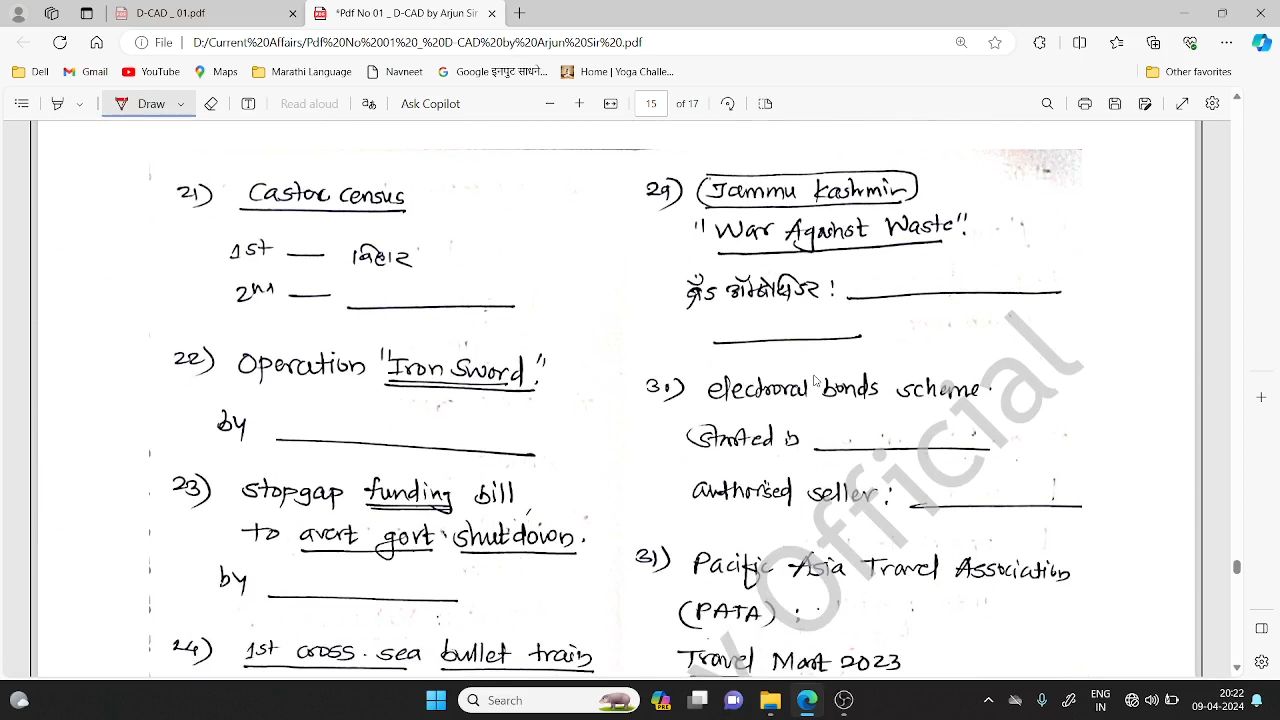 D-CAD _ 01.pdf
*Pdf No 01 _ D-CAD by Arjun Sir
File
D:/Current%20Affairs/Pdf%20No%2001%20_%20D CAD%20by%20Arjun%20Sir%20.pdf
Dell
Gmail
YouTube
Maps
Marathi Language
Navneet
Google इनपुट साधने...
Home | Yoga Challe...
Other favorites
Draw
Read aloud
Ask Copilot
15 of 17
21) Castor census
1st — बिहार
2nd —
22) Operation "Iron Sword".
by
23) stopgap funding bill
to avert govt shutdown.
by
24) 1st cross-sea bullet train
29) Jammu Kashmir
"War Against Waste".
ब्रँड अ‍ॅम्बेसिडर :
30) electroral bonds scheme.
Started in
authorised seller:
31) Pacific Asia Travel Association
(PATA) :
Travel Mart 2023
y Official
Search
ENG
IN
20:22
09-04-2024